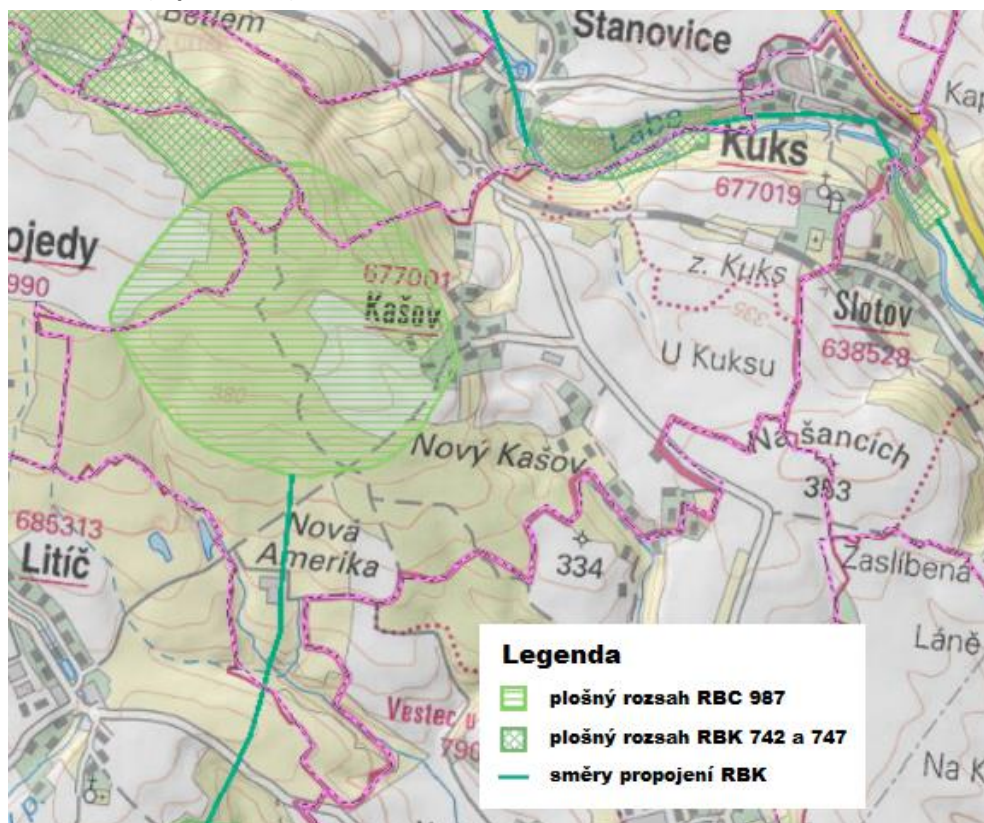 Betlém
Stanovice
Labe
Kuks
677019
ojedy
990
677001
Kašov
z. Kuks
335
Slotov
638528
U Kuksu
380
Nový Kašov
Na šancích
353
685313
Litíč
Nová
Amerika
334
Zaslíbená
Láně
Vestec u
790
Na K
Legenda
plošný rozsah RBC 987
plošný rozsah RBK 742 a 747
směry propojení RBK